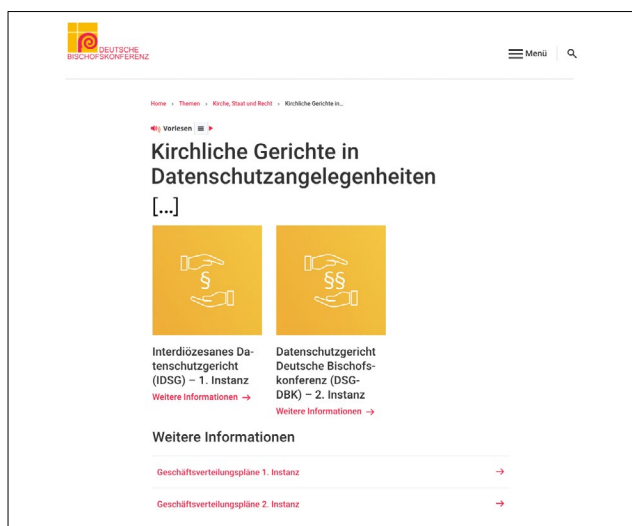 DEUTSCHE
BISCHOFSKONFERENZ
Menü
Home › Themen › Kirche, Staat und Recht › Kirchliche Gerichte in…
Vorlesen
Kirchliche Gerichte in
Datenschutzangelegenheiten
[...]
§
§§
Interdiözesanes Da-
tenschutzgericht
(IDSG) – 1. Instanz
Weitere Informationen →
Datenschutzgericht
Deutsche Bischofs-
konferenz (DSG-
DBK) – 2. Instanz
Weitere Informationen →
Weitere Informationen
Geschäftsverteilungspläne 1. Instanz →
Geschäftsverteilungspläne 2. Instanz →